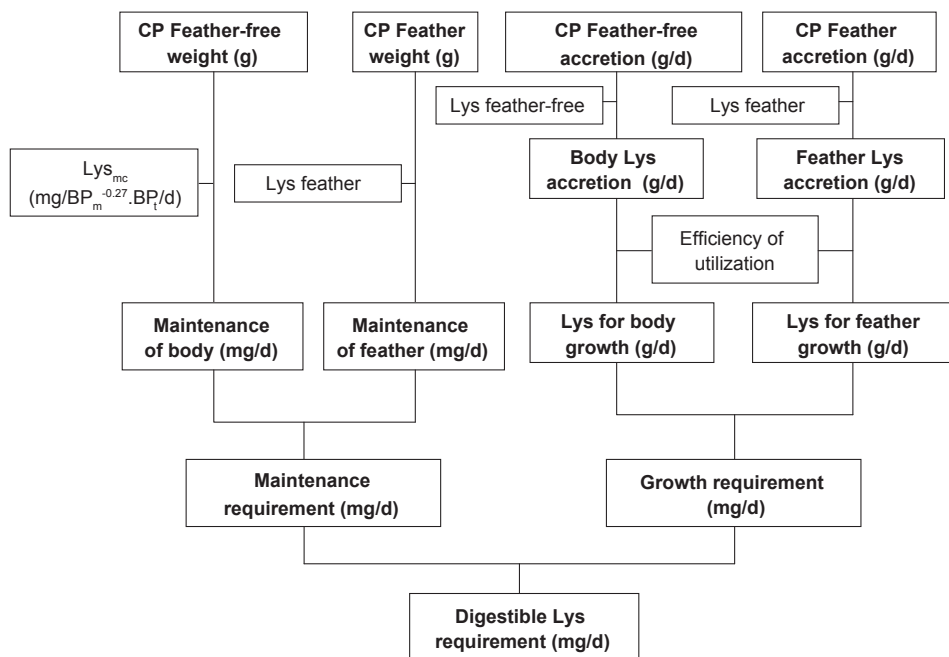 CP Feather-free
weight (g)
CP Feather
weight (g)
CP Feather-free
accretion (g/d)
CP Feather
accretion (g/d)
Lys feather-free
Lys feather
Lysmc
(mg/BPm-0.27.BPt/d)
Lys feather
Body Lys
accretion (g/d)
Feather Lys
accretion (g/d)
Efficiency of
utilization
Maintenance
of body (mg/d)
Maintenance
of feather (mg/d)
Lys for body
growth (g/d)
Lys for feather
growth (g/d)
Maintenance
requirement (mg/d)
Growth requirement
(mg/d)
Digestible Lys
requirement (mg/d)